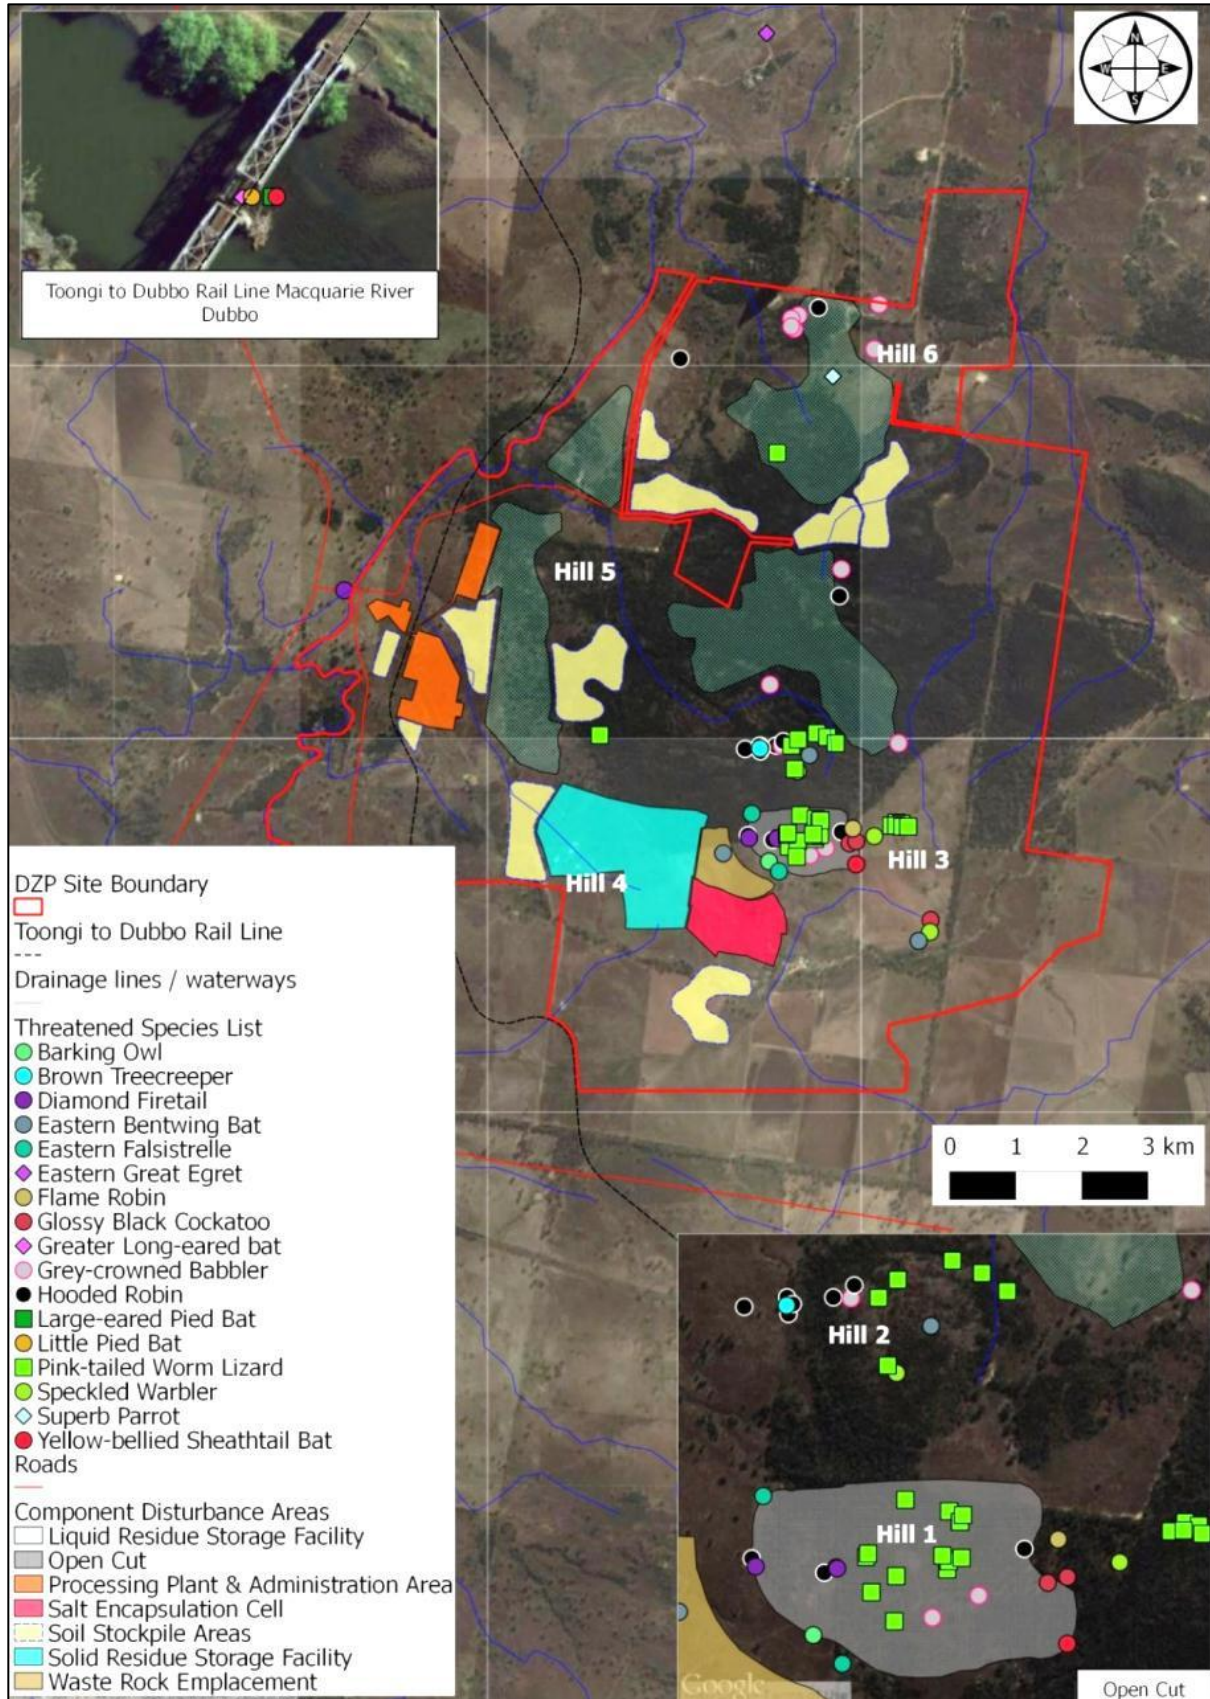 N
W
E
S
Toongi to Dubbo Rail Line Macquarie River
Dubbo
Hill 6
Hill 5
Hill 3
Hill 4
DZP Site Boundary
Toongi to Dubbo Rail Line
Drainage lines / waterways
Threatened Species List
Barking Owl
Brown Treecreeper
Diamond Firetail
Eastern Bentwing Bat
Eastern Falsistrelle
Eastern Great Egret
Flame Robin
Glossy Black Cockatoo
Greater Long-eared bat
Grey-crowned Babbler
Hooded Robin
Large-eared Pied Bat
Little Pied Bat
Pink-tailed Worm Lizard
Speckled Warbler
Superb Parrot
Yellow-bellied Sheathtail Bat
Roads
Component Disturbance Areas
Liquid Residue Storage Facility
Open Cut
Processing Plant & Administration Area
Salt Encapsulation Cell
Soil Stockpile Areas
Solid Residue Storage Facility
Waste Rock Emplacement
0 1 2 3 km
Hill 2
Hill 1
Google
Open Cut